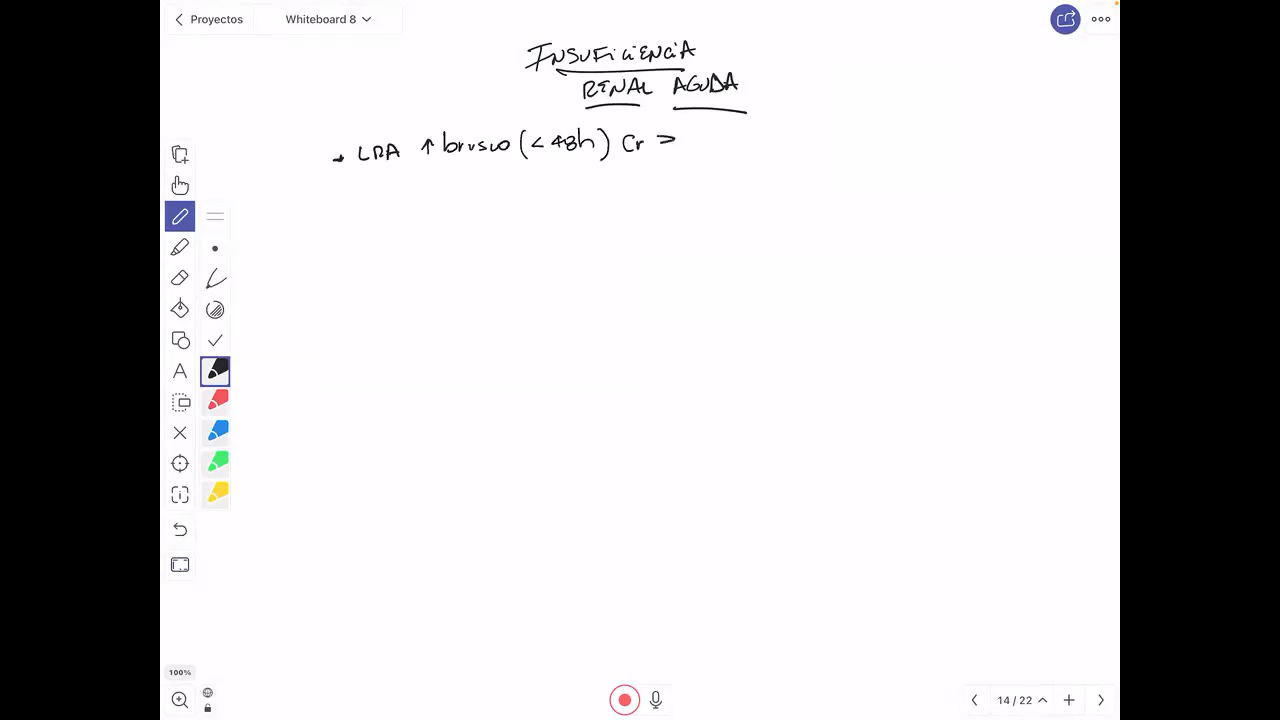 Proyectos
Whiteboard 8
INSUFICIENCIA
RENAL AGUDA
LRA ↑ brusco (< 48h) Cr >
100%
14 / 22